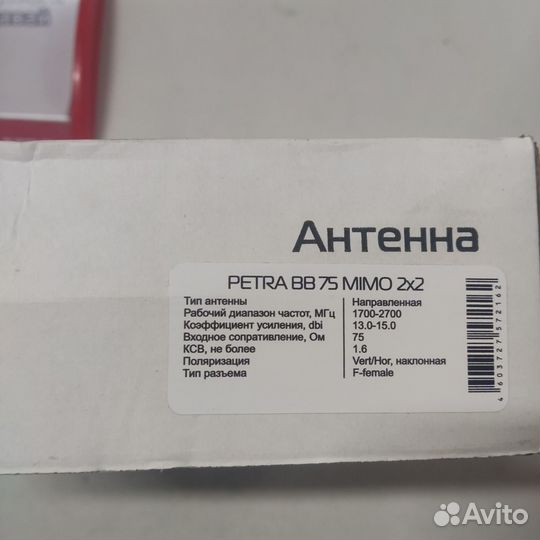 Антенна
PETRA BB 75 MIMO 2x2
Тип антенны Направленная
Рабочий диапазон частот, МГц 1700-2700
Коэффициент усиления, dbi 13.0-15.0
Входное сопративление, Ом 75
КСВ, не более 1.6
Поляризация Vert/Hor, наклонная
Тип разъема F-female
4603727572162
Avito